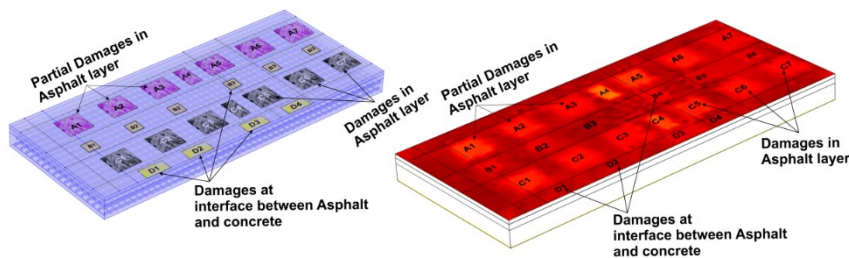 Partial Damages in
Asphalt layer
A1
A2
A3
A4
A5
A6
A7
B1
B2
B3
D1
D2
D3
D4
Damages in
Asphalt layer
Damages at
interface between Asphalt
and concrete
Partial Damages in
Asphalt layer
A1
A2
A3
A4
A5
A6
A7
B1
B2
B3
B4
B5
B6
C1
C2
C3
C4
C5
C6
C7
D1
D2
D3
D4
Damages in
Asphalt layer
Damages at
interface between Asphalt
and concrete